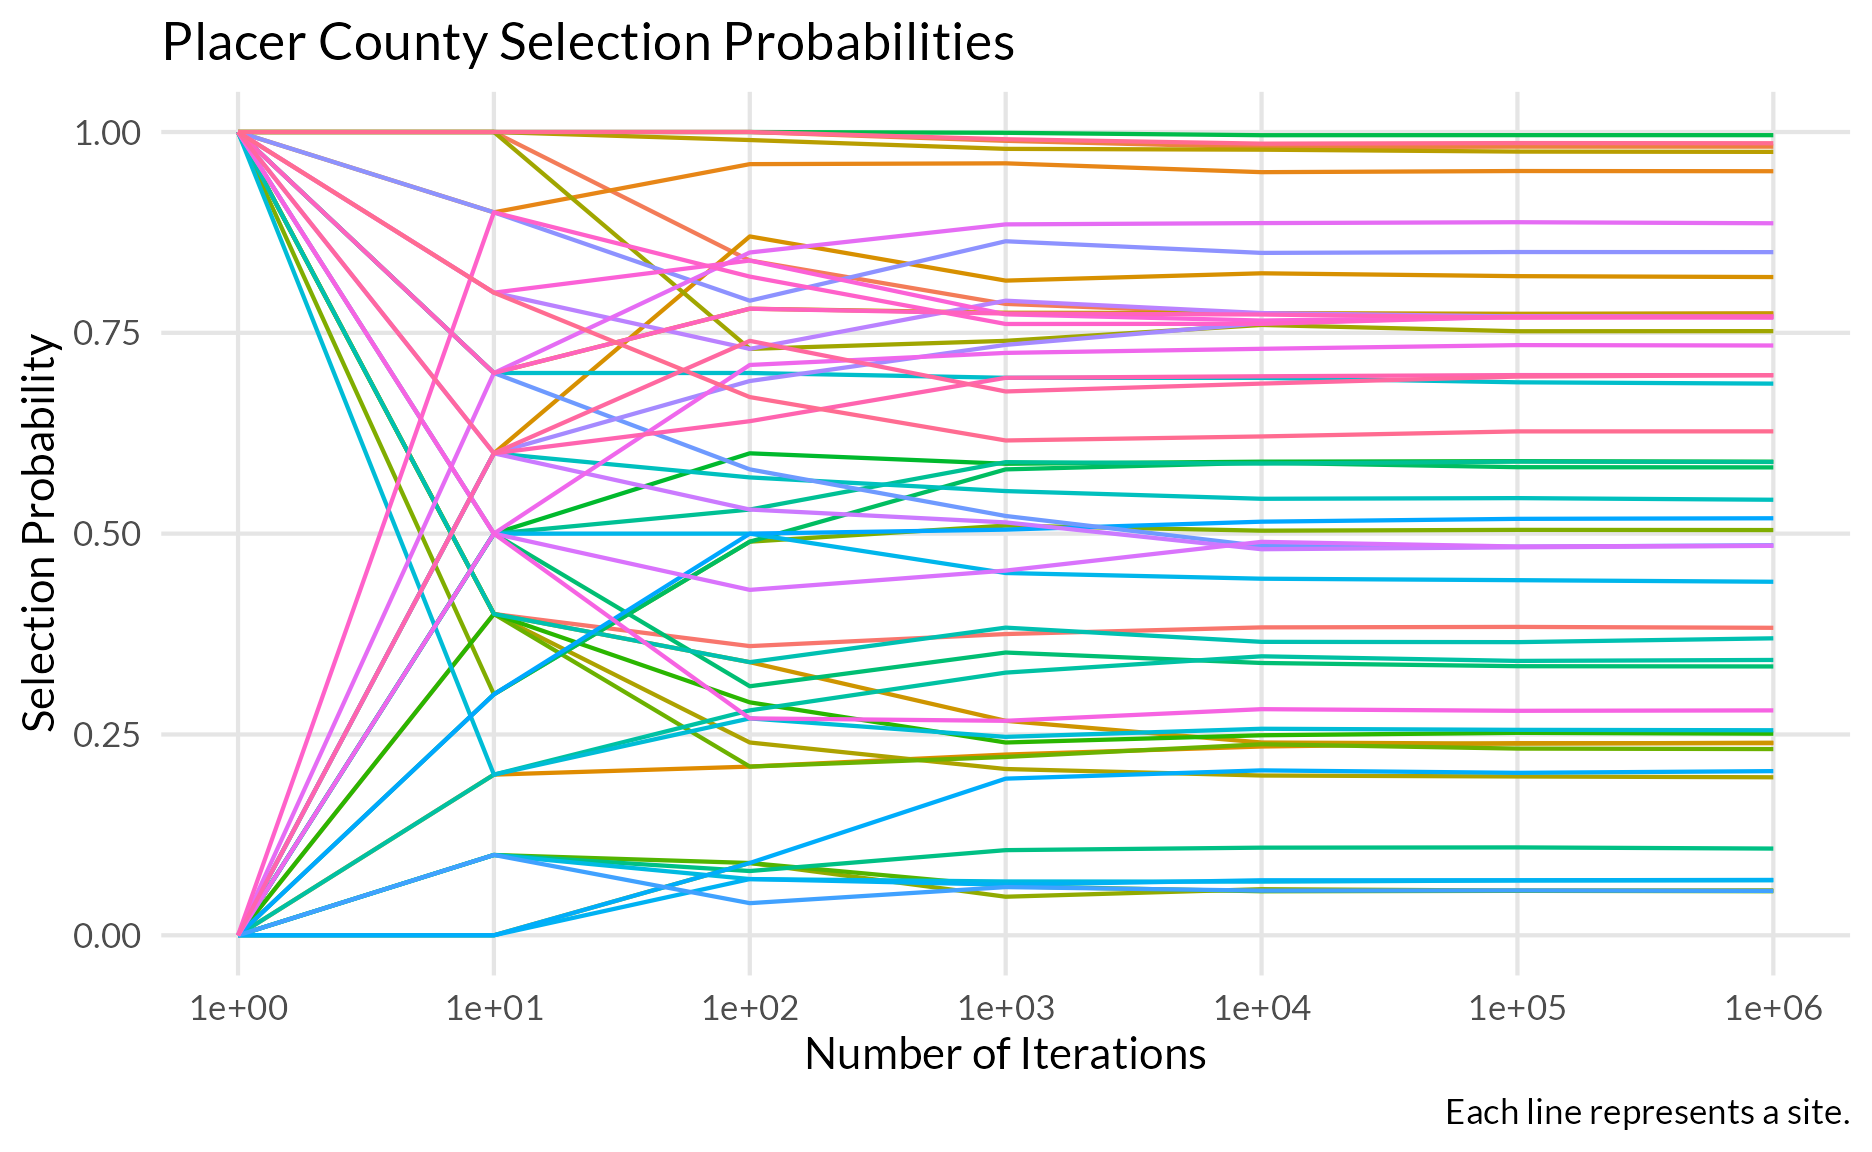 Placer County Selection Probabilities
Selection Probability
1.00
0.75
0.50
0.25
0.00
1e+00 1e+01 1e+02 1e+03 1e+04 1e+05 1e+06
Number of Iterations
Each line represents a site.